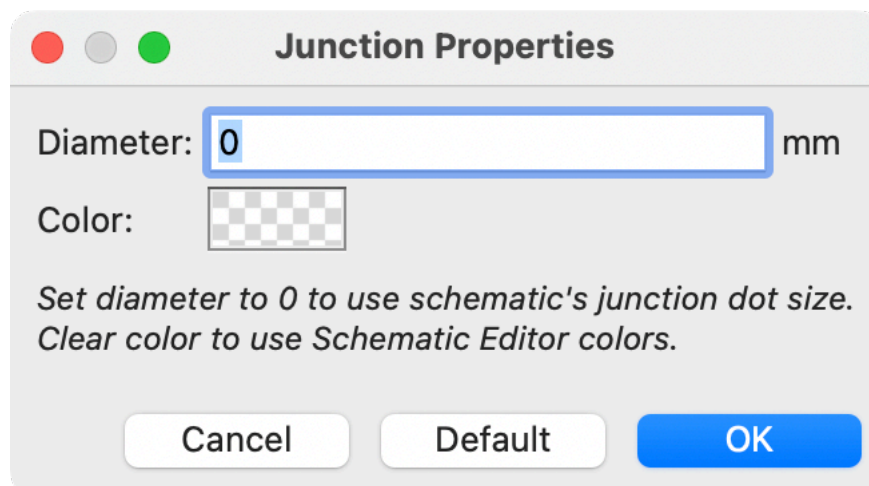 Junction Properties
Diameter: 0 mm
Color:
Set diameter to 0 to use schematic's junction dot size.
Clear color to use Schematic Editor colors.
Cancel Default OK